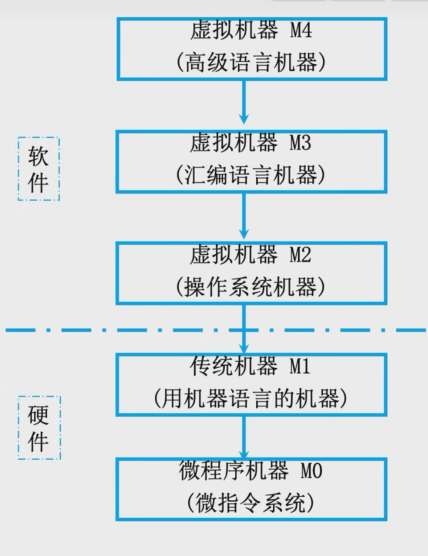 虚拟机器 M4
(高级语言机器)
虚拟机器 M3
(汇编语言机器)
软
件
虚拟机器 M2
(操作系统机器)
传统机器 M1
(用机器语言的机器)
硬
件
微程序机器 M0
(微指令系统)